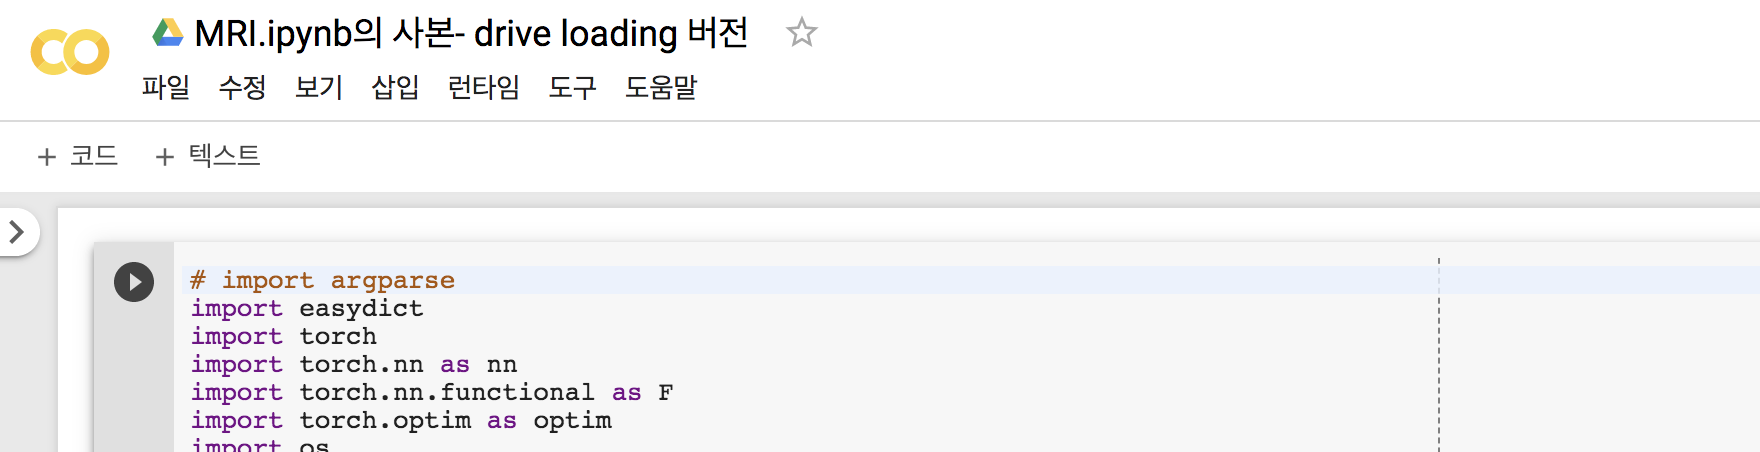 MRI.ipynb의 사본- drive loading 버전
파일 수정 보기 삽입 런타임 도구 도움말
+ 코드 + 텍스트
# import argparse
import easydict
import torch
import torch.nn as nn
import torch.nn.functional as F
import torch.optim as optim
import os